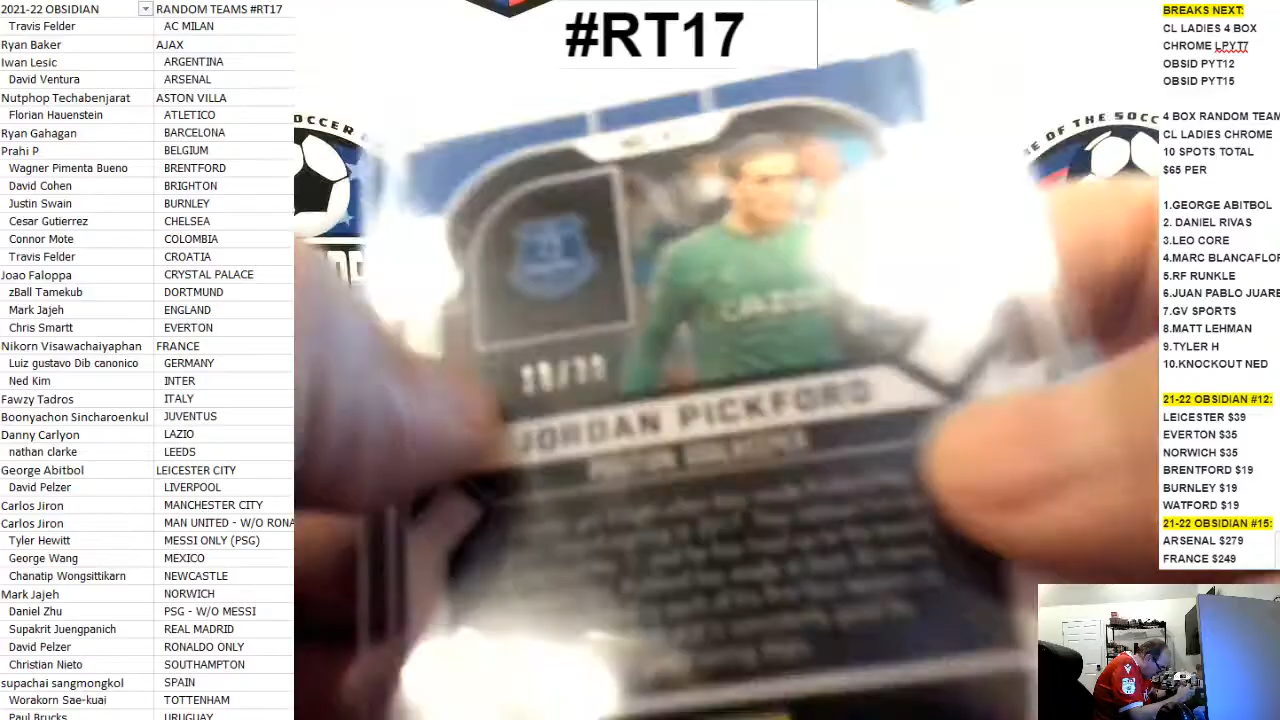 2021-22 OBSIDIAN RANDOM TEAMS #RT17
Travis Felder AC MILAN
Ryan Baker AJAX
Iwan Lesic ARGENTINA
David Ventura ARSENAL
Nutphop Techabenjarat ASTON VILLA
Florian Hauenstein ATLETICO
Ryan Gahagan BARCELONA
Prahi P BELGIUM
Wagner Pimenta Bueno BRENTFORD
David Cohen BRIGHTON
Justin Swain BURNLEY
Cesar Gutierrez CHELSEA
Connor Mote COLOMBIA
Travis Felder CROATIA
Joao Faloppa CRYSTAL PALACE
zBall Tamekub DORTMUND
Mark Jajeh ENGLAND
Chris Smartt EVERTON
Nikorn Visawachaiyaphan FRANCE
Luiz gustavo Dib canonico GERMANY
Ned Kim INTER
Fawzy Tadros ITALY
Boonyachon Sincharoenkul JUVENTUS
Danny Carlyon LAZIO
nathan clarke LEEDS
George Abitbol LEICESTER CITY
David Pelzer LIVERPOOL
Carlos Jiron MANCHESTER CITY
Carlos Jiron MAN UNITED - W/O RONA
Tyler Hewitt MESSI ONLY (PSG)
George Wang MEXICO
Chanatip Wongsittikarn NEWCASTLE
Mark Jajeh NORWICH
Daniel Zhu PSG - W/O MESSI
Supakrit Juengpanich REAL MADRID
David Pelzer RONALDO ONLY
Christian Nieto SOUTHAMPTON
supachai sangmongkol SPAIN
Worakorn Sae-kuai TOTTENHAM
Paul Brucks URUGUAY
#RT17
JORDAN PICKFORD
BREAKS NEXT:
CL LADIES 4 BOX
CHROME LPYT7
OBSID PYT12
OBSID PYT15
4 BOX RANDOM TEAM
CL LADIES CHROME
10 SPOTS TOTAL
$65 PER
1.GEORGE ABITBOL
2. DANIEL RIVAS
3.LEO CORE
4.MARC BLANCAFLOR
5.RF RUNKLE
6.JUAN PABLO JUARE
7.GV SPORTS
8.MATT LEHMAN
9.TYLER H
10.KNOCKOUT NED
21-22 OBSIDIAN #12:
LEICESTER $39
EVERTON $35
NORWICH $35
BRENTFORD $19
BURNLEY $19
WATFORD $19
21-22 OBSIDIAN #15:
ARSENAL $279
FRANCE $249